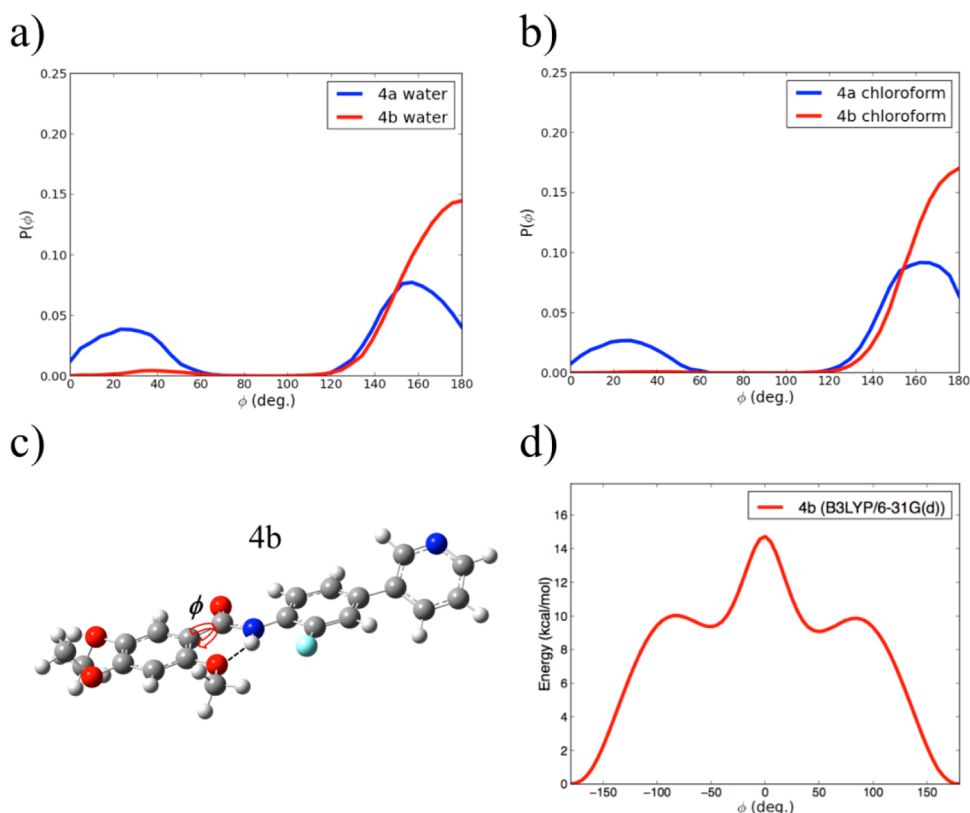 a)
b)
0.25
0.20
0.15
0.10
0.05
0.00
P(ϕ)
4a water
4b water
0 20 40 60 80 100 120 140 160 180
ϕ (deg.)
0.25
0.20
0.15
0.10
0.05
0.00
P(ϕ)
4a chloroform
4b chloroform
0 20 40 60 80 100 120 140 160 180
ϕ (deg.)
c)
d)
4b
ϕ
16
14
12
10
8
6
4
2
0
Energy (kcal/mol)
4b (B3LYP/6-31G(d))
−150 −100 −50 0 50 100 150
ϕ (deg.)